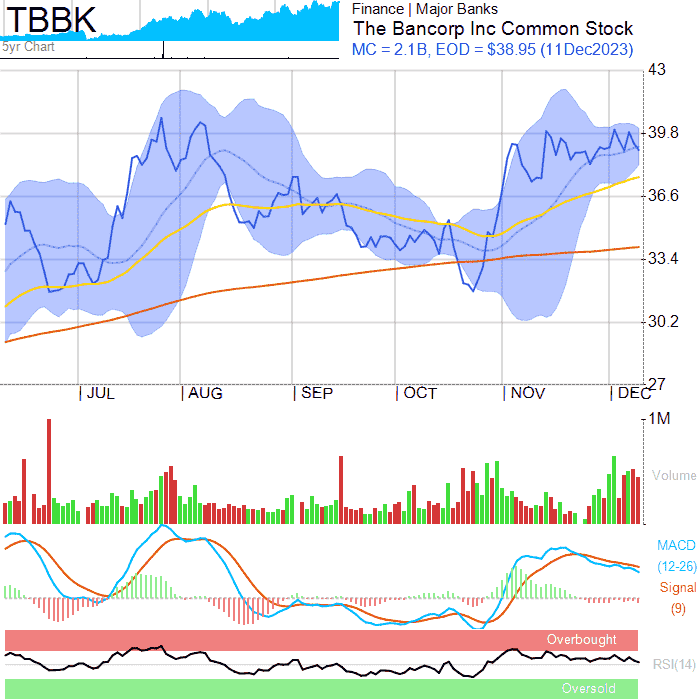 TBBK
5yr Chart
Finance | Major Banks
The Bancorp Inc Common Stock
MC = 2.1B, EOD = $38.95 (11Dec2023)
43
39.8
36.6
33.4
30.2
27
JUL
AUG
SEP
OCT
NOV
DEC
1M
Volume
MACD
(12-26)
Signal
(9)
Overbought
RSI(14)
Oversold